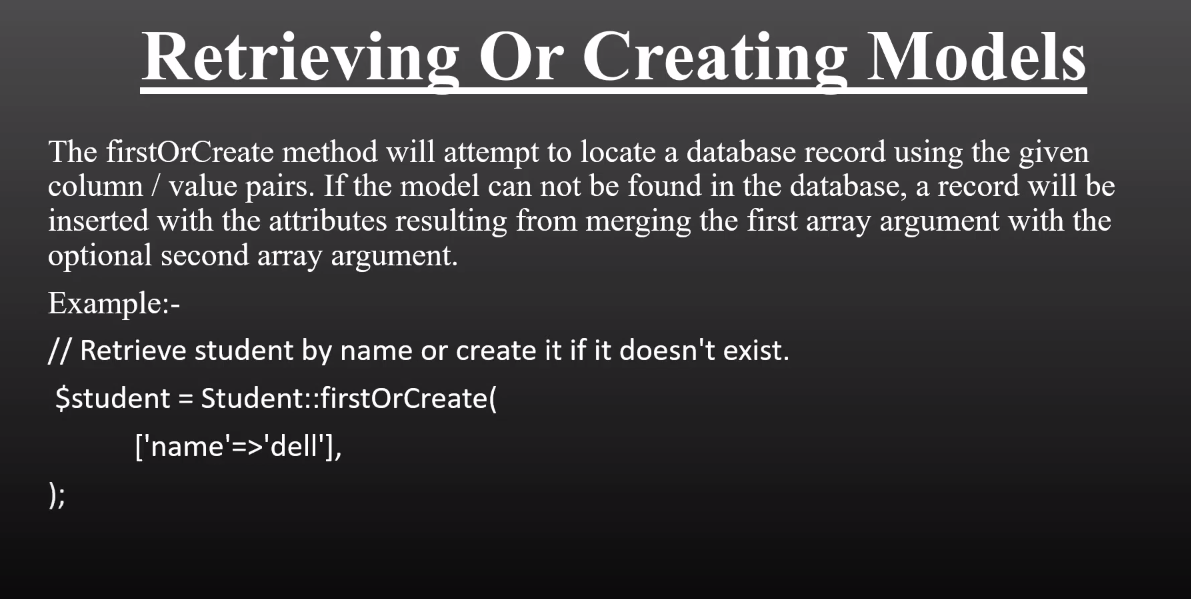 Retrieving Or Creating Models
The firstOrCreate method will attempt to locate a database record using the given
column / value pairs. If the model can not be found in the database, a record will be
inserted with the attributes resulting from merging the first array argument with the
optional second array argument.
Example:-
// Retrieve student by name or create it if it doesn't exist.
$student = Student::firstOrCreate(
['name'=>'dell'],
);